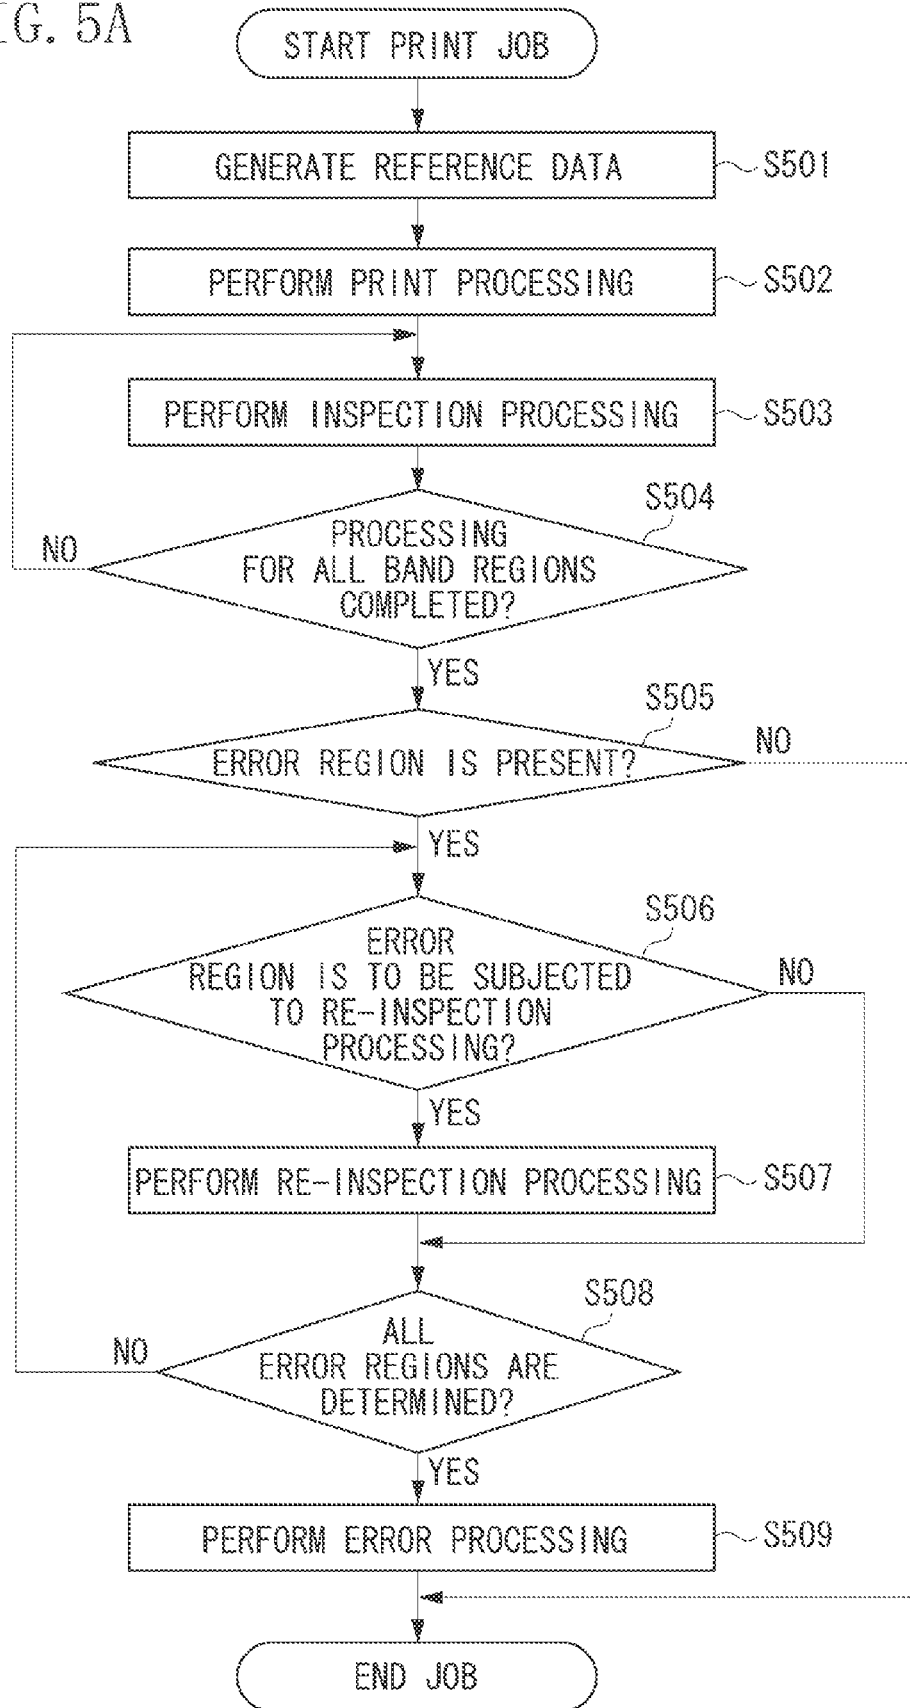 IG. 5A
START PRINT JOB
GENERATE REFERENCE DATA
S501
PERFORM PRINT PROCESSING
S502
PERFORM INSPECTION PROCESSING
S503
S504
PROCESSING
FOR ALL BAND REGIONS
COMPLETED?
NO
YES
S505
ERROR REGION IS PRESENT?
NO
YES
S506
ERROR
REGION IS TO BE SUBJECTED
TO RE-INSPECTION
PROCESSING?
NO
YES
PERFORM RE-INSPECTION PROCESSING
S507
S508
ALL
ERROR REGIONS ARE
DETERMINED?
NO
YES
PERFORM ERROR PROCESSING
S509
END JOB